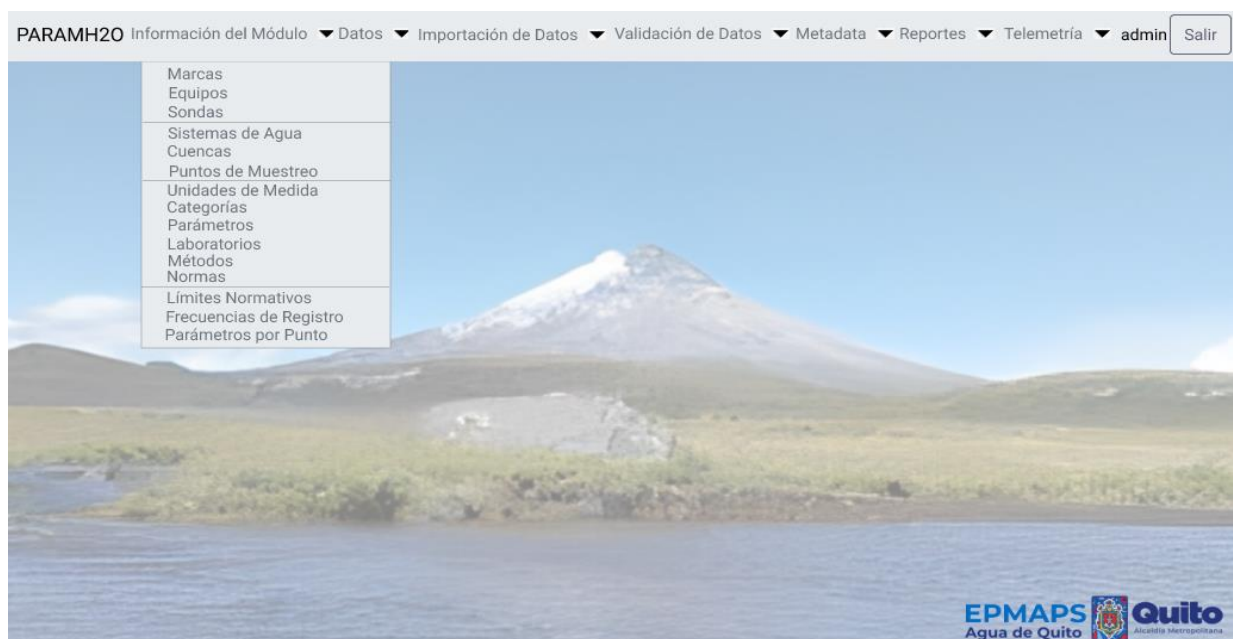 PARAMH2O Información del Módulo Datos Importación de Datos Validación de Datos Metadata Reportes Telemetría admin Salir
Marcas
Equipos
Sondas
Sistemas de Agua
Cuencas
Puntos de Muestreo
Unidades de Medida
Categorías
Parámetros
Laboratorios
Métodos
Normas
Límites Normativos
Frecuencias de Registro
Parámetros por Punto
EPMAPS Quito
Agua de Quito Alcaldía Metropolitana